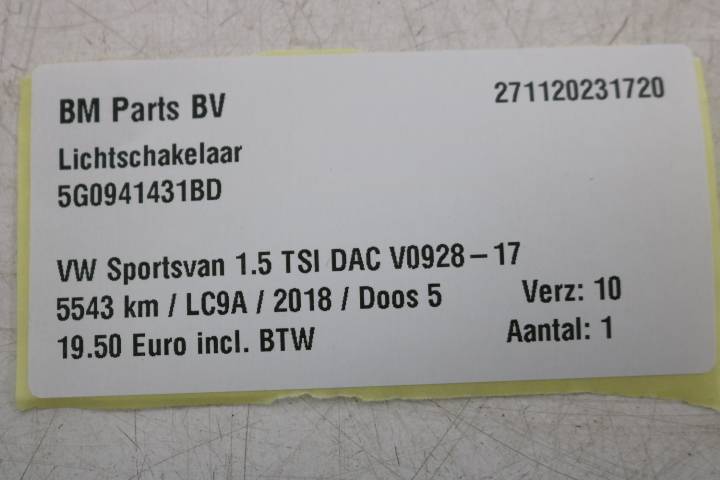 BM Parts BV 271120231720
Lichtschakelaar
5G0941431BD
VW Sportsvan 1.5 TSI DAC V0928-17
5543 km / LC9A / 2018 / Doos 5 Verz: 10
19.50 Euro incl. BTW Aantal: 1